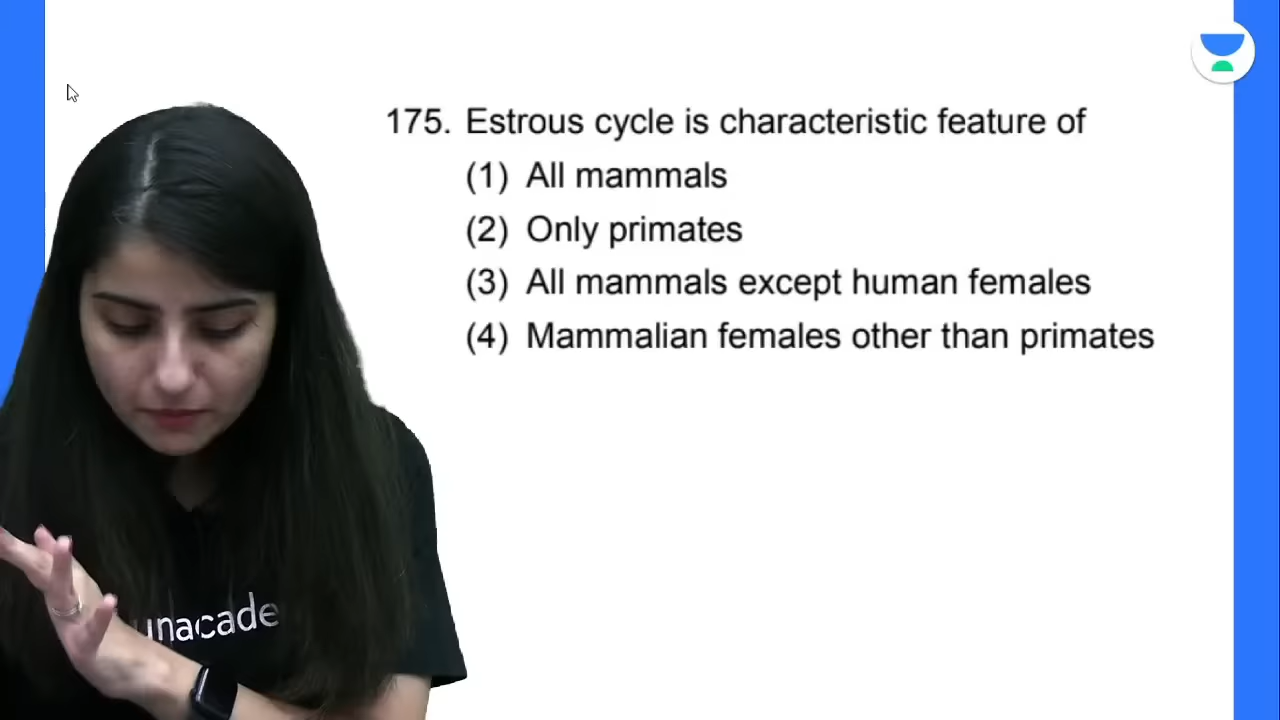 175. Estrous cycle is characteristic feature of
(1) All mammals
(2) Only primates
(3) All mammals except human females
(4) Mammalian females other than primates
unacade